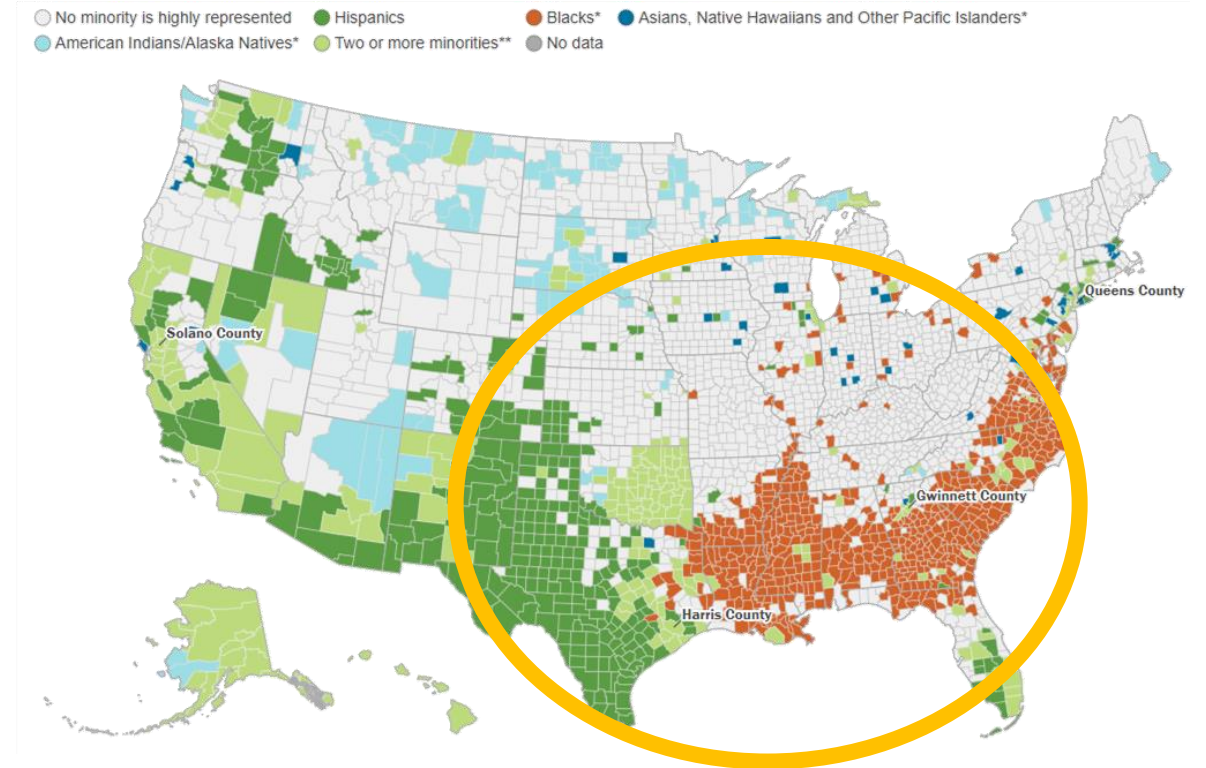 No minority is highly represented Hispanics Blacks* Asians, Native Hawaiians and Other Pacific Islanders*
American Indians/Alaska Natives* Two or more minorities** No data
Queens County
Solano County
Gwinnett County
Harris County